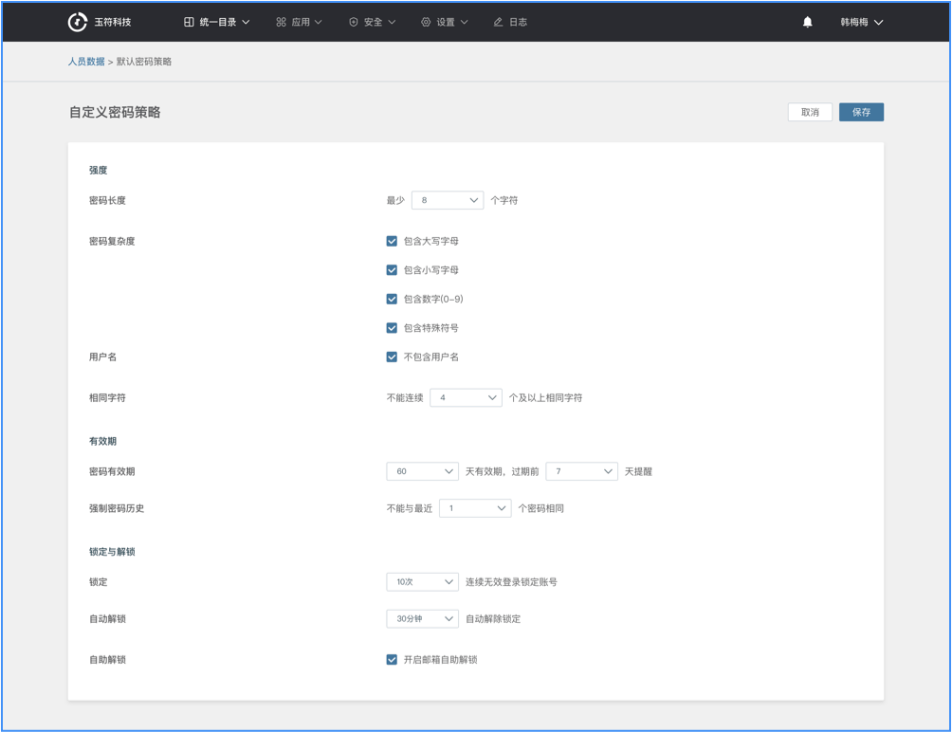 玉符科技 统一目录 应用 安全 设置 日志 韩梅梅
人员数据 > 默认密码策略
自定义密码策略 取消 保存
强度
密码长度 最少 8 个字符
密码复杂度 包含大写字母
包含小写字母
包含数字(0-9)
包含特殊符号
用户名 不包含用户名
相同字符 不能连续 4 个及以上相同字符
有效期
密码有效期 60 天有效期，过期前 7 天提醒
强制密码历史 不能与最近 1 个密码相同
锁定与解锁
锁定 10次 连续无效登录锁定账号
自动解锁 30分钟 自动解除锁定
自助解锁 开启邮箱自助解锁